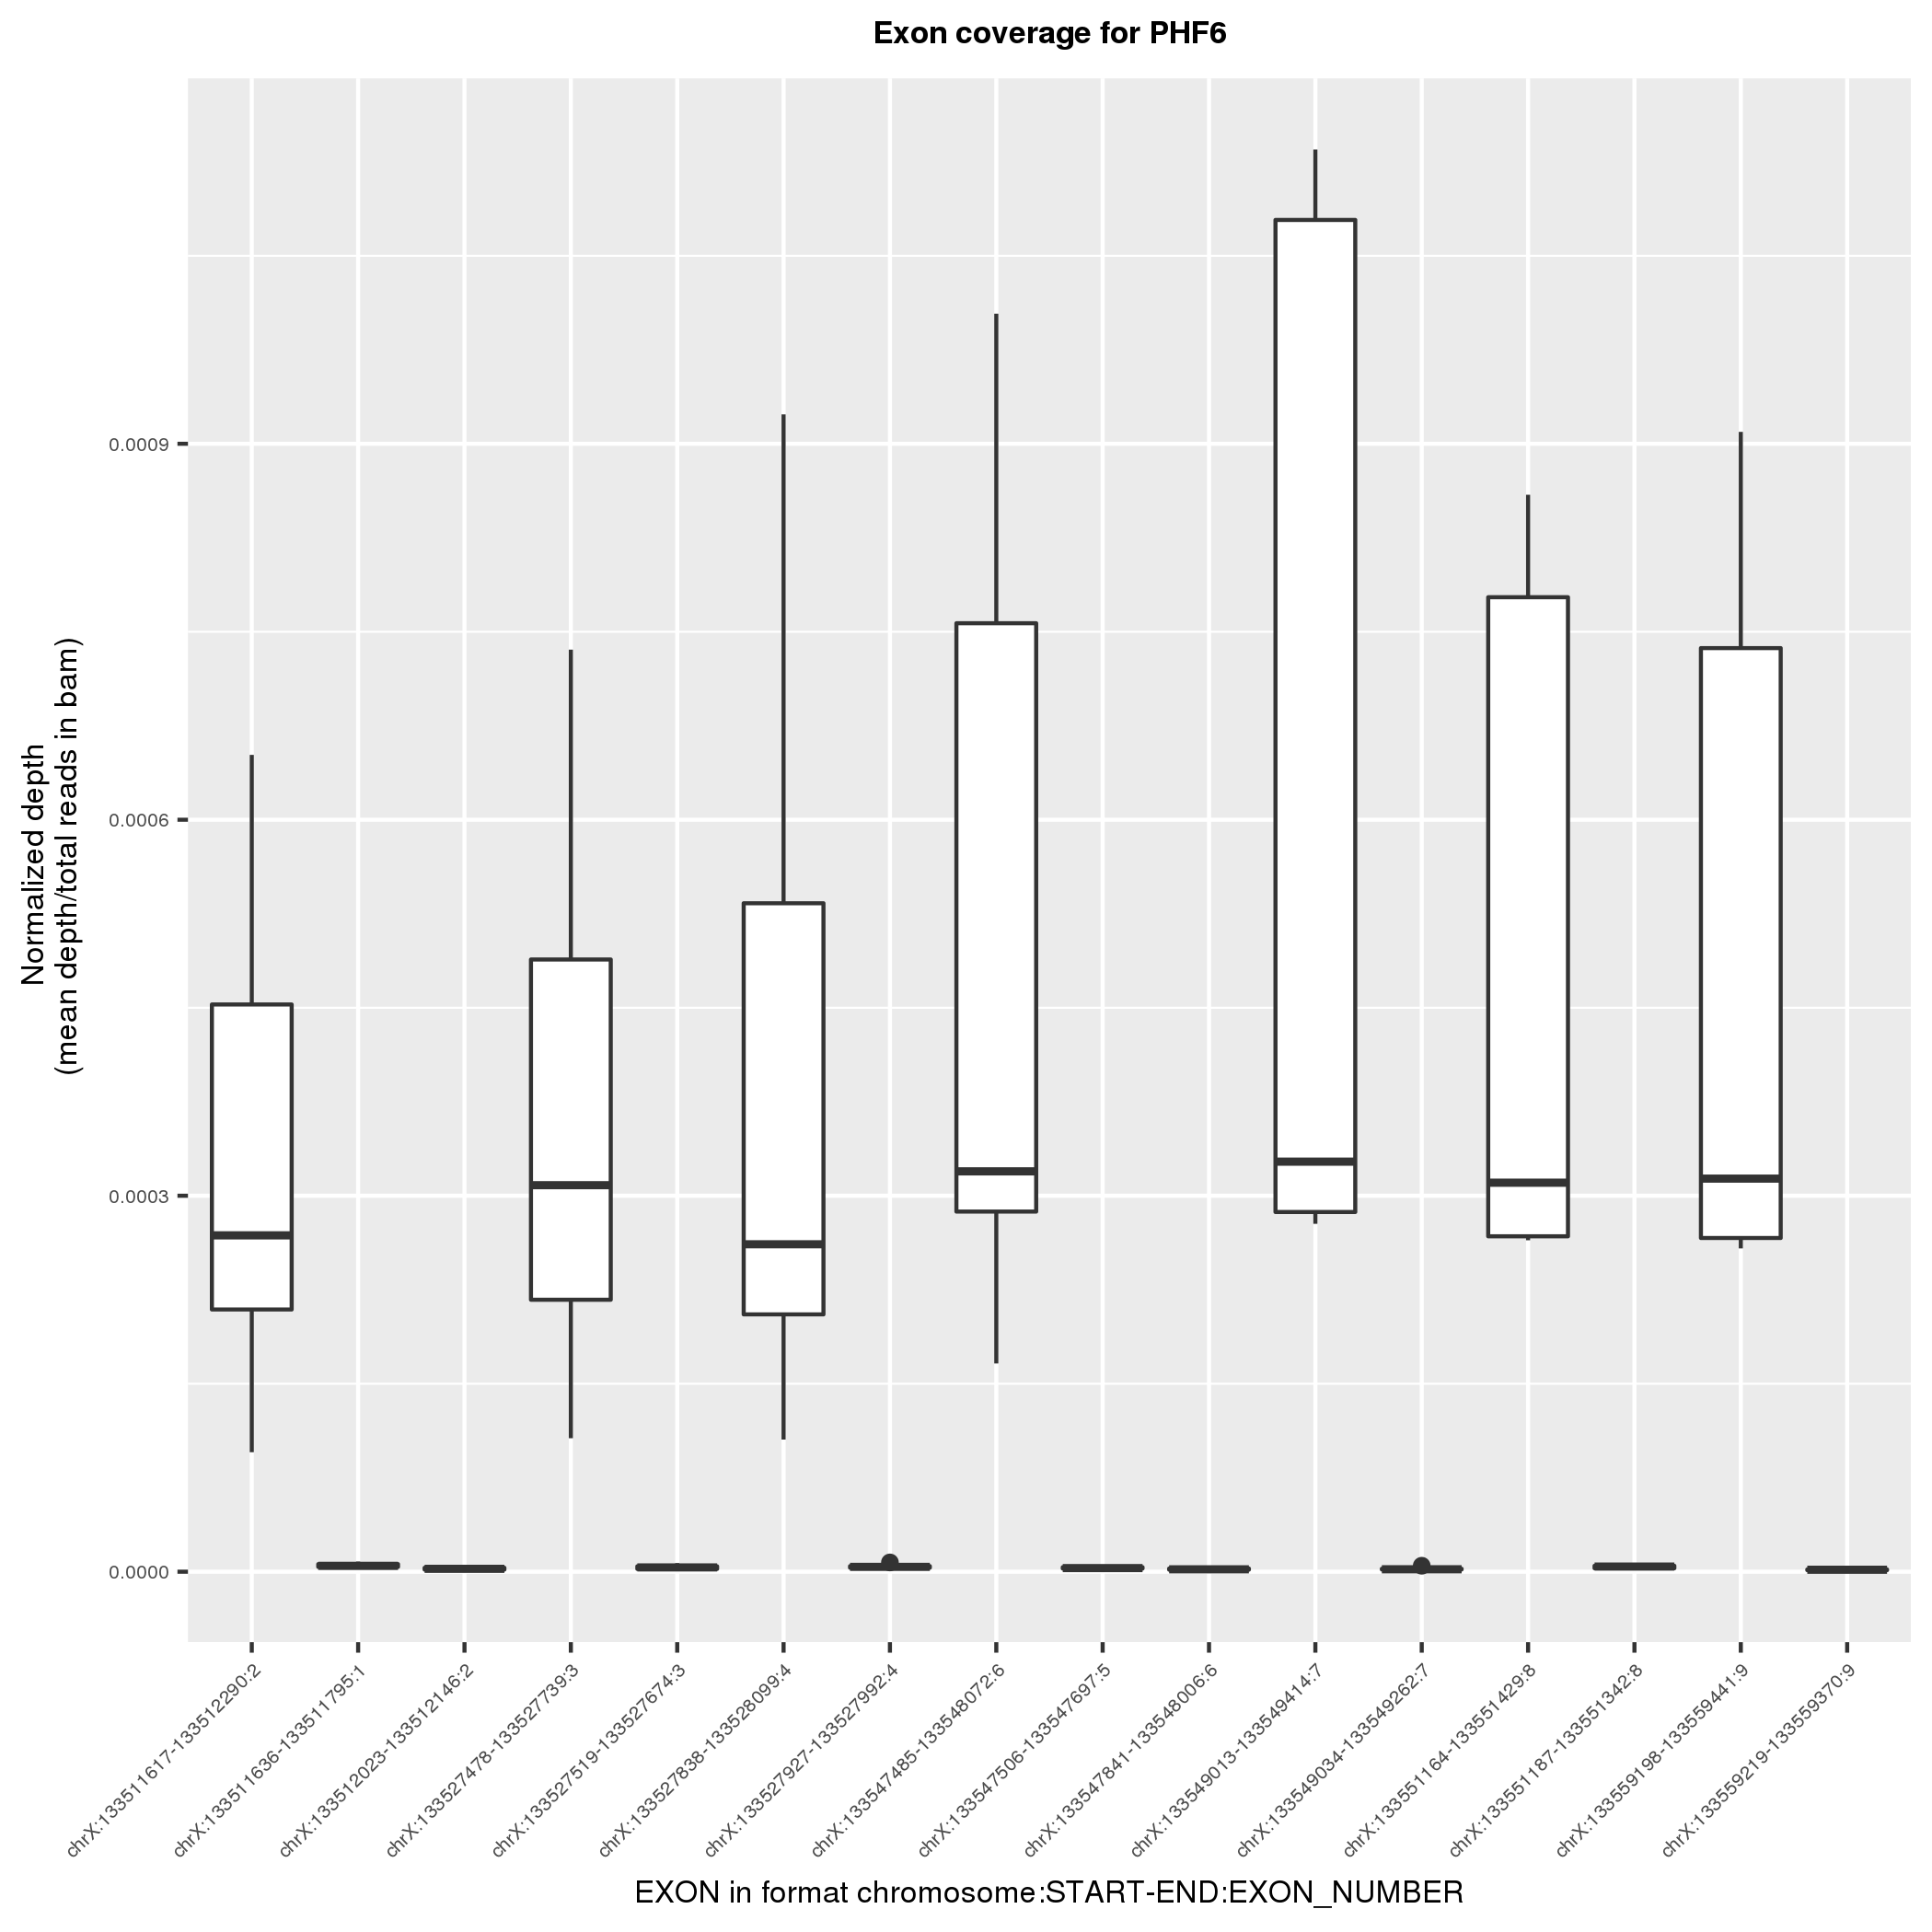 Exon coverage for PHF6
Normalized depth
(mean depth/total reads in bam)
0.0009
0.0006
0.0003
0.0000
chrX:133511617-133512290:2
chrX:133511636-133511795:1
chrX:133512023-133512146:2
chrX:133527478-133527739:3
chrX:133527519-133527674:3
chrX:133527838-133528099:4
chrX:133527927-133527992:4
chrX:133547485-133548072:6
chrX:133547506-133547697:5
chrX:133547841-133548006:6
chrX:133549013-133549414:7
chrX:133549034-133549262:7
chrX:133551164-133551429:8
chrX:133551187-133551342:8
chrX:133559198-133559441:9
chrX:133559219-133559370:9
EXON in format chromosome:START-END:EXON_NUMBER